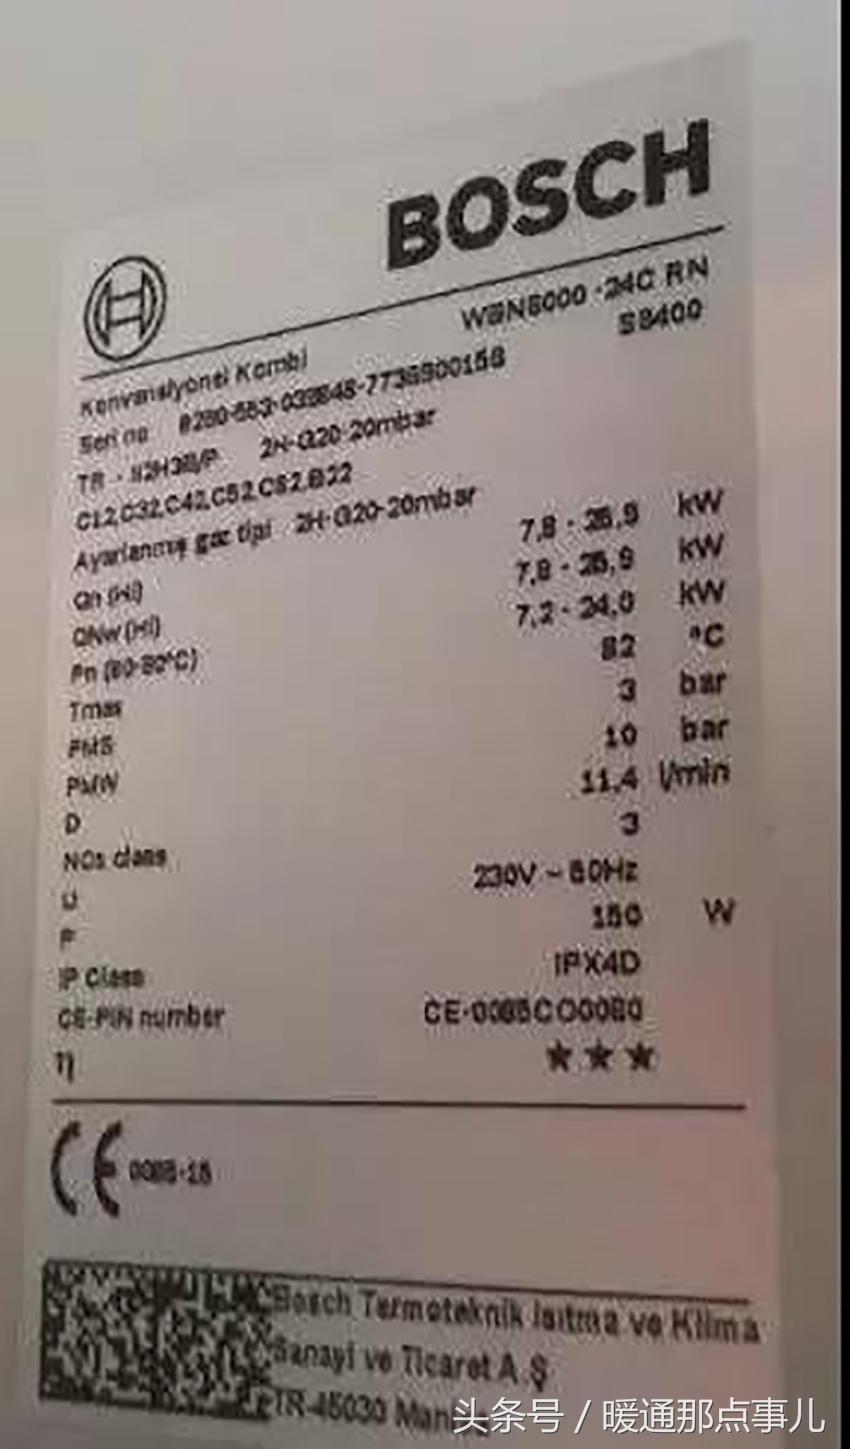 BOSCH
WBN6000 -24C RN
S8400
Konvansiyonel Kombi
Seri no
TR - II2H3B/P 2H-G20-20mbar
C12,C32,C42,C52,C82,B22
Ayarlanmış gaz tipi 2H-G20-20mbar
Qn (Hi) 7,8 - 25,9 kW
QNw (Hi) 7,8 - 25,9 kW
Pn (80-60°C) 7,2 - 24,0 kW
Tmax 82 °C
PMS 3 bar
PMW 10 bar
D 11,4 l/min
NOx class 3
U 230V ~ 50Hz
P 150 W
IP Class IPX4D
CE-PIN number
η ★★★
CE 0085-15
Bosch Termoteknik Isıtma ve Klima
Sanayi ve Ticaret A.Ş
TR-45030
头条号 / 暖通那点事儿